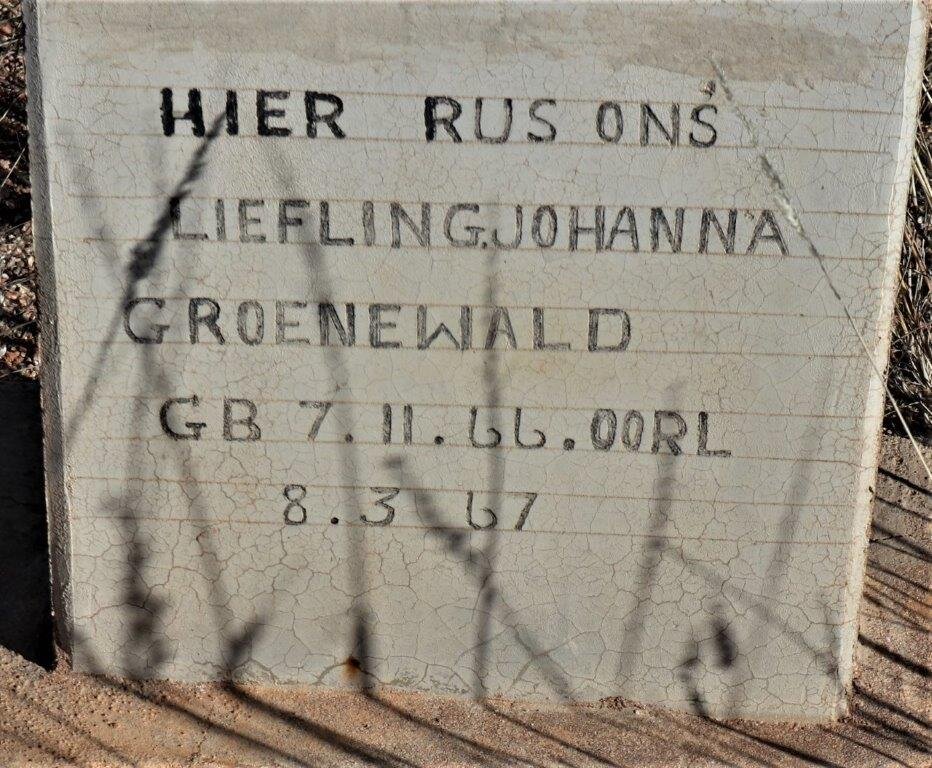 HIER RUS ONS
LIEFLING JOHANNA
GROENEWALD
GB 7.11.66.OORL
8.3 67